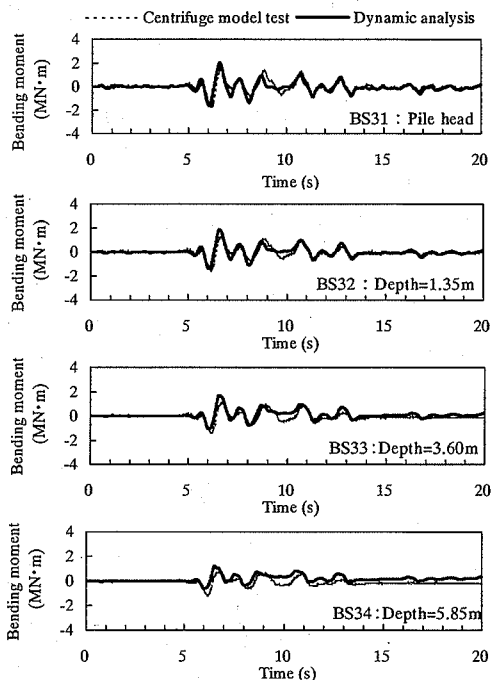 Centrifuge model test Dynamic analysis
Bending moment
(MN・m)
4
2
0
-2
-4
BS31：Pile head
0 5 10 15 20
Time (s)
Bending moment
(MN・m)
4
2
0
-2
-4
BS32：Depth=1.35m
0 5 10 15 20
Time (s)
Bending moment
(MN・m)
4
2
0
-2
-4
BS33：Depth=3.60m
0 5 10 15 20
Time (s)
Bending moment
(MN・m)
4
2
0
-2
-4
BS34：Depth=5.85m
0 5 10 15 20
Time (s)